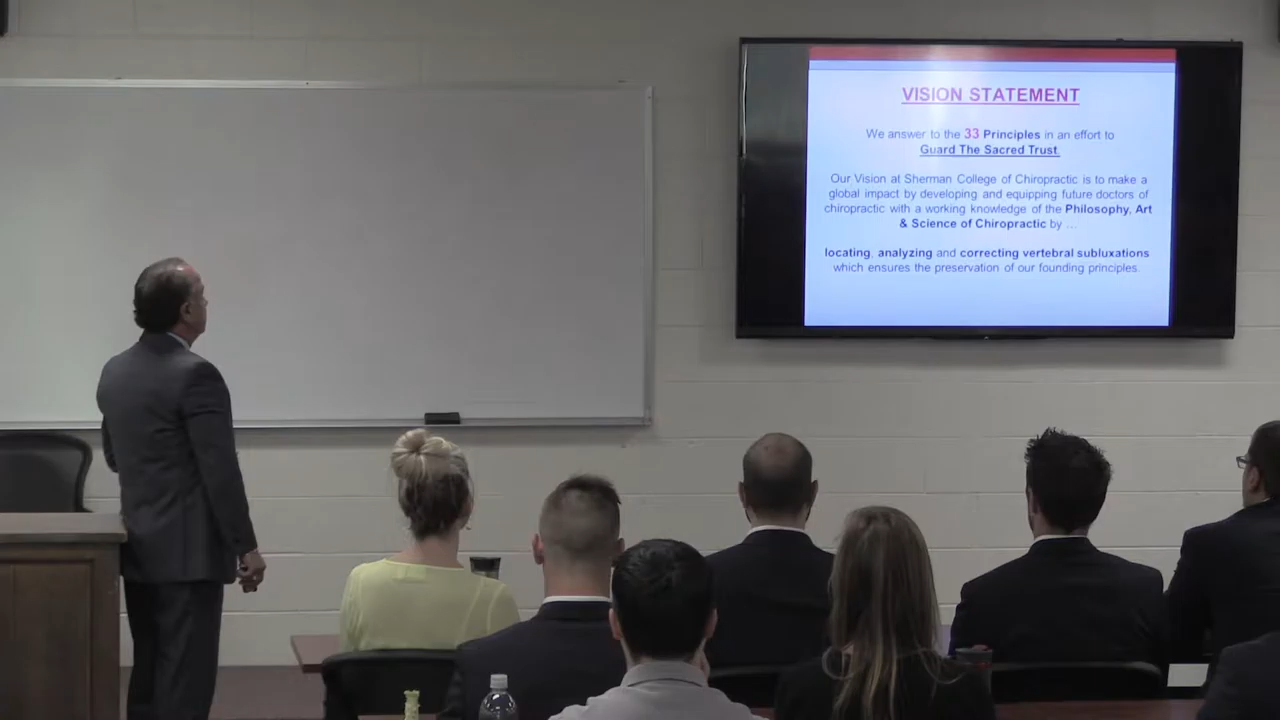 VISION STATEMENT
We answer to the 33 Principles in an effort to
Guard The Sacred Trust.
Our Vision at Sherman College of Chiropractic is to make a
global impact by developing and equipping future doctors of
chiropractic with a working knowledge of the Philosophy, Art
& Science of Chiropractic by ...
locating, analyzing and correcting vertebral subluxations
which ensures the preservation of our founding principles.